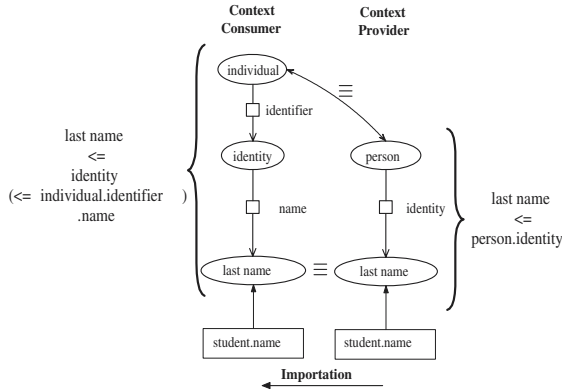 Context
Consumer
Context
Provider
individual
≡
identifier
last name
<=
identity
(<= individual.identifier )
.name
identity
person
name
identity
last name
<=
person.identity
last name
≡
last name
student.name
student.name
Importation